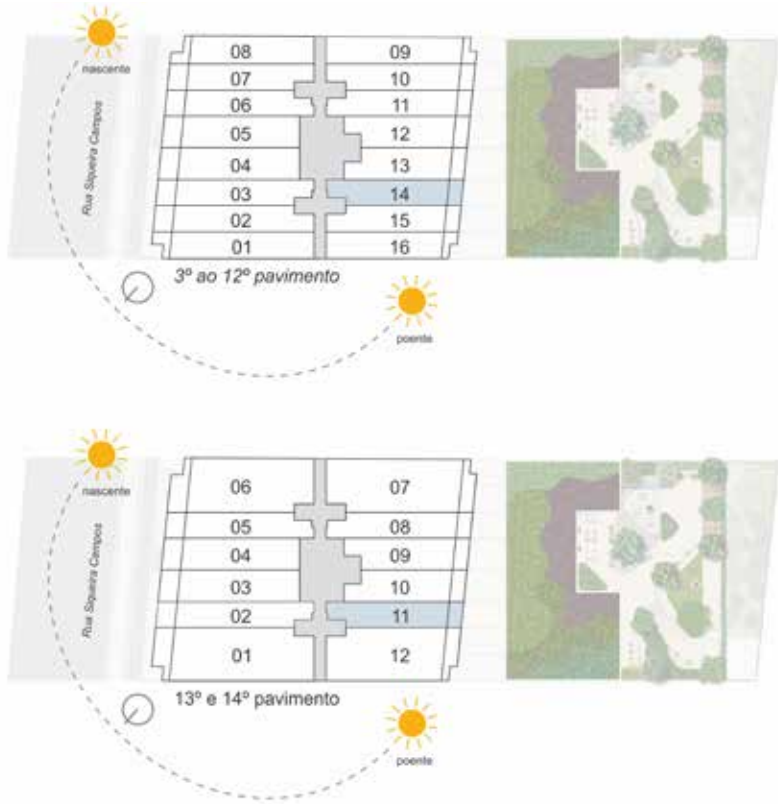 nascente
Rua Siqueira Campos
08 09
07 10
06 11
05 12
04 13
03 14
02 15
01 16
3º ao 12º pavimento
poente
nascente
Rua Siqueira Campos
06 07
05 08
04 09
03 10
02 11
01 12
13º e 14º pavimento
poente